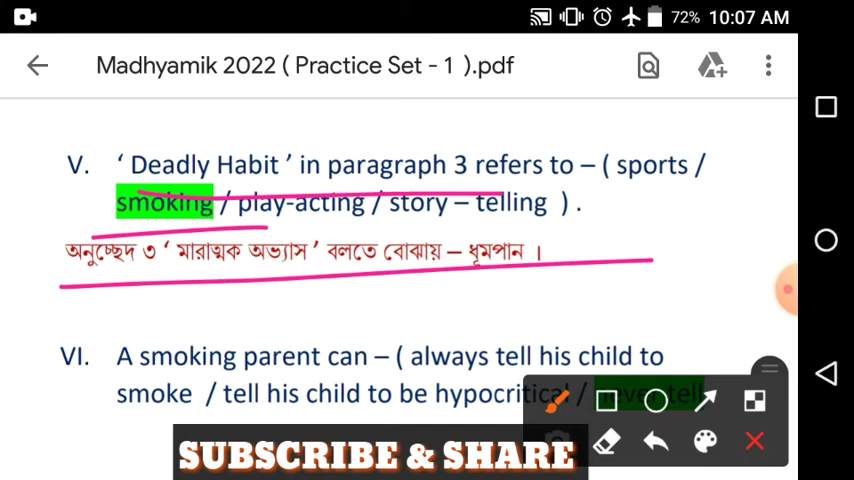 72% 10:07 AM
Madhyamik 2022 ( Practice Set - 1 ).pdf
V. ‘ Deadly Habit ’ in paragraph 3 refers to – ( sports /
smoking / play-acting / story – telling ) .
অনুচ্ছেদ ৩ ‘ মারাত্মক অভ্যাস ’ বলতে বোঝায় – ধূমপান ।
VI. A smoking parent can – ( always tell his child to
smoke / tell his child to be hypocritical / never tell
SUBSCRIBE & SHARE